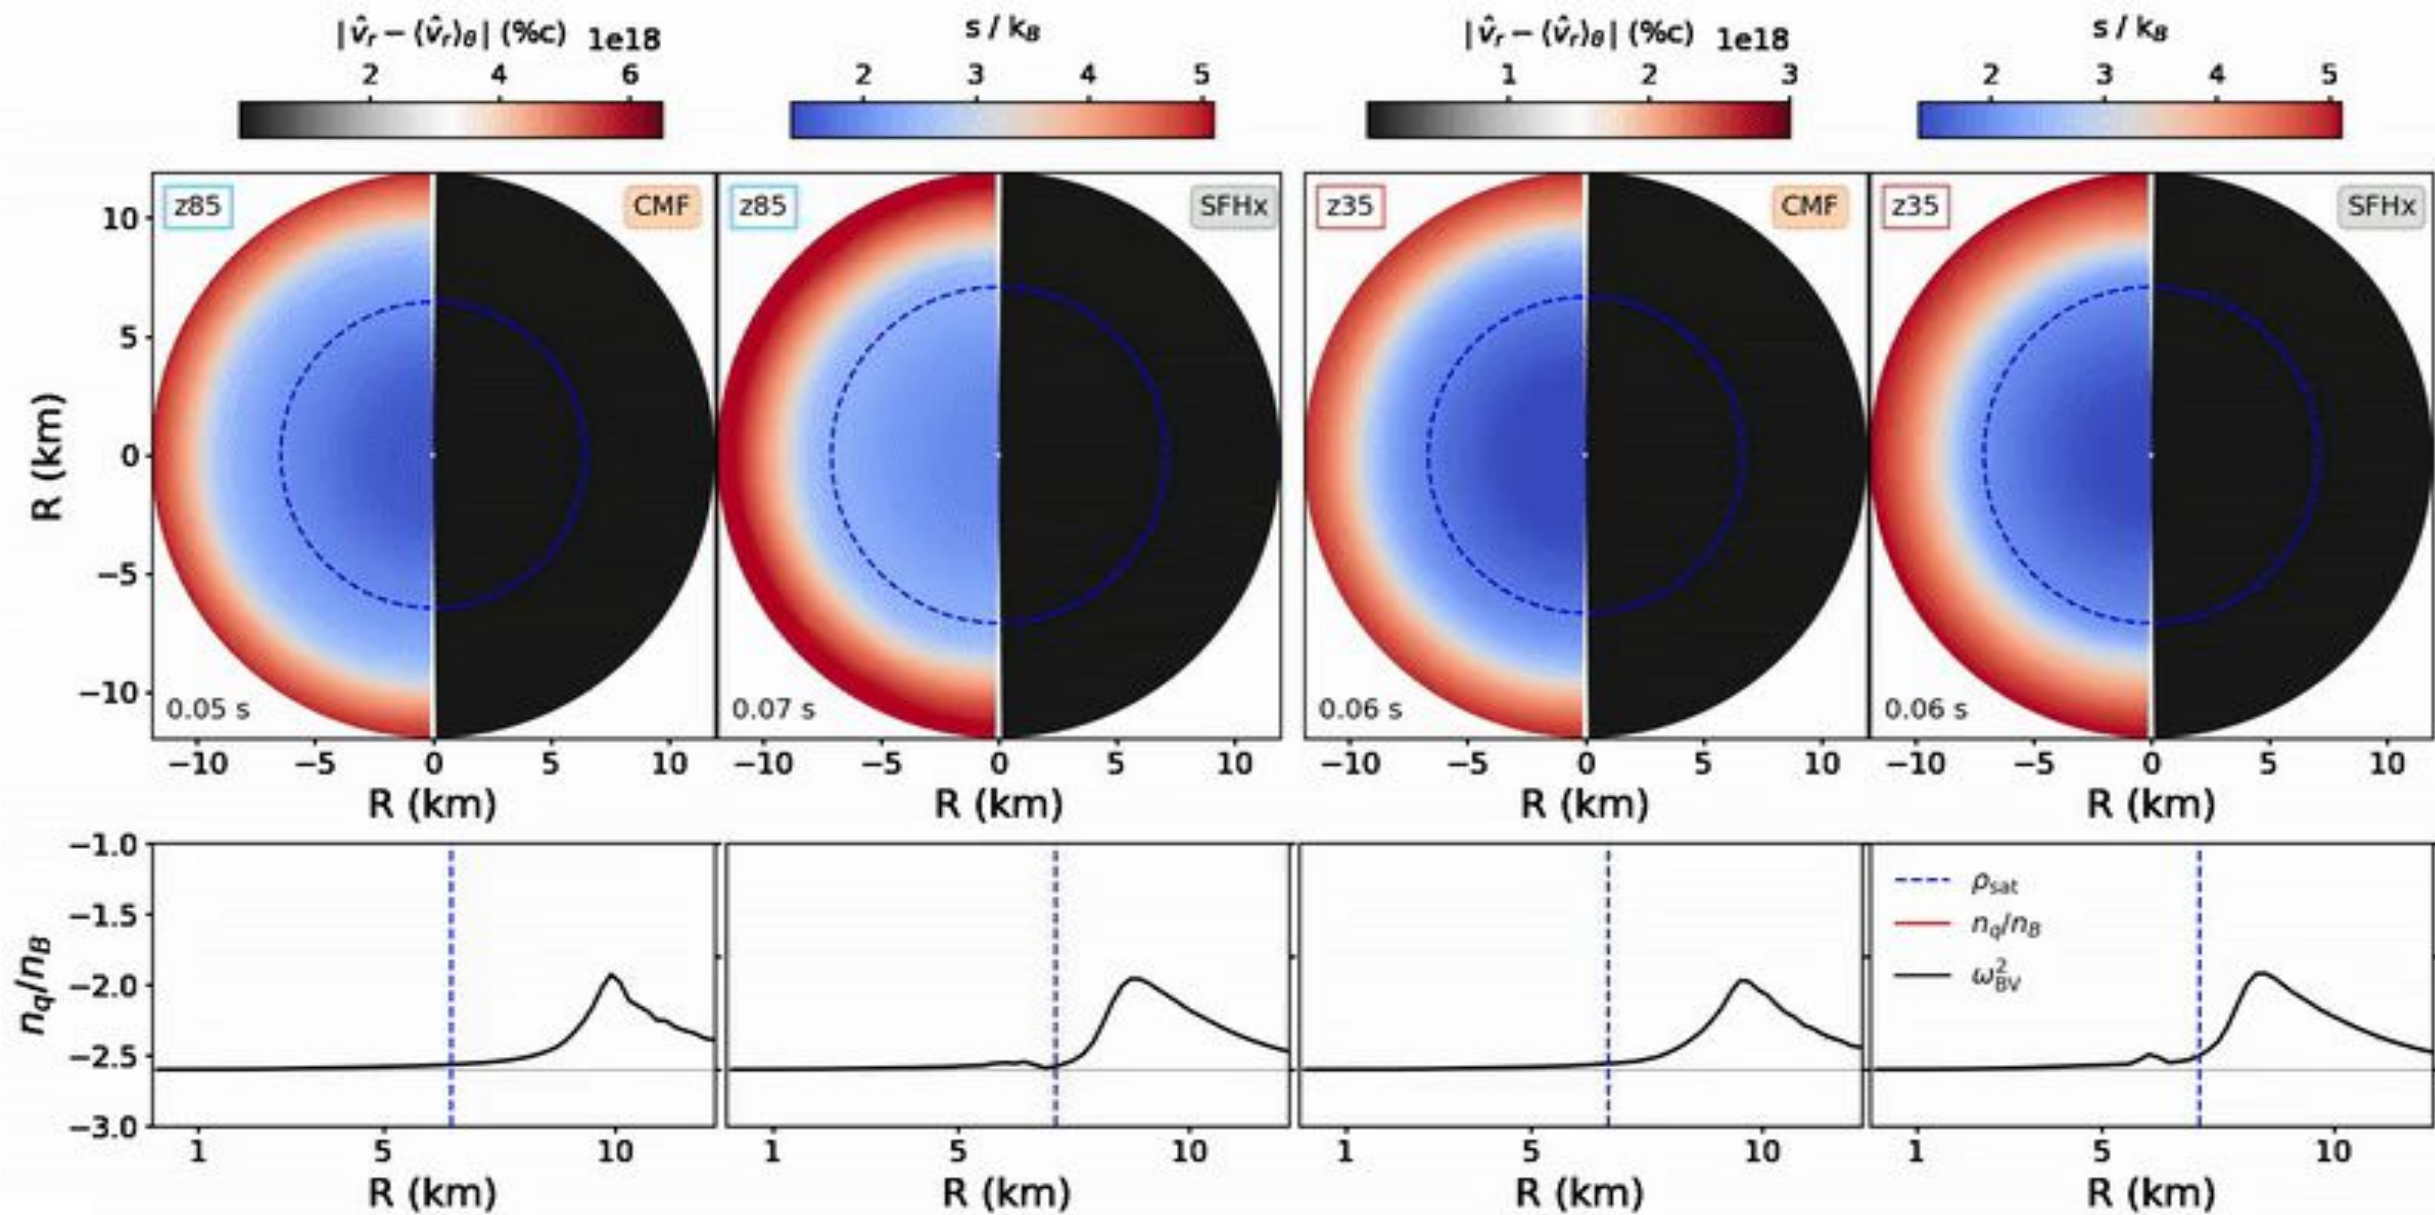 |v̂r − ⟨v̂r⟩θ| (%c) 1e18
2 4 6
s / kB
2 3 4 5
|v̂r − ⟨v̂r⟩θ| (%c) 1e18
1 2 3
s / kB
2 3 4 5
R (km)
10
5
0
−5
−10
z85 CMF
0.05 s
−10 −5 0 5 10
R (km)
z85 SFHx
0.07 s
−10 −5 0 5 10
R (km)
z35 CMF
0.06 s
−10 −5 0 5 10
R (km)
z35 SFHx
0.06 s
−10 −5 0 5 10
R (km)
nq/nB
−1.0
−1.5
−2.0
−2.5
−3.0
1 5 10
R (km)
1 5 10
R (km)
1 5 10
R (km)
ρsat
nq/nB
ω²BV
1 5 10
R (km)